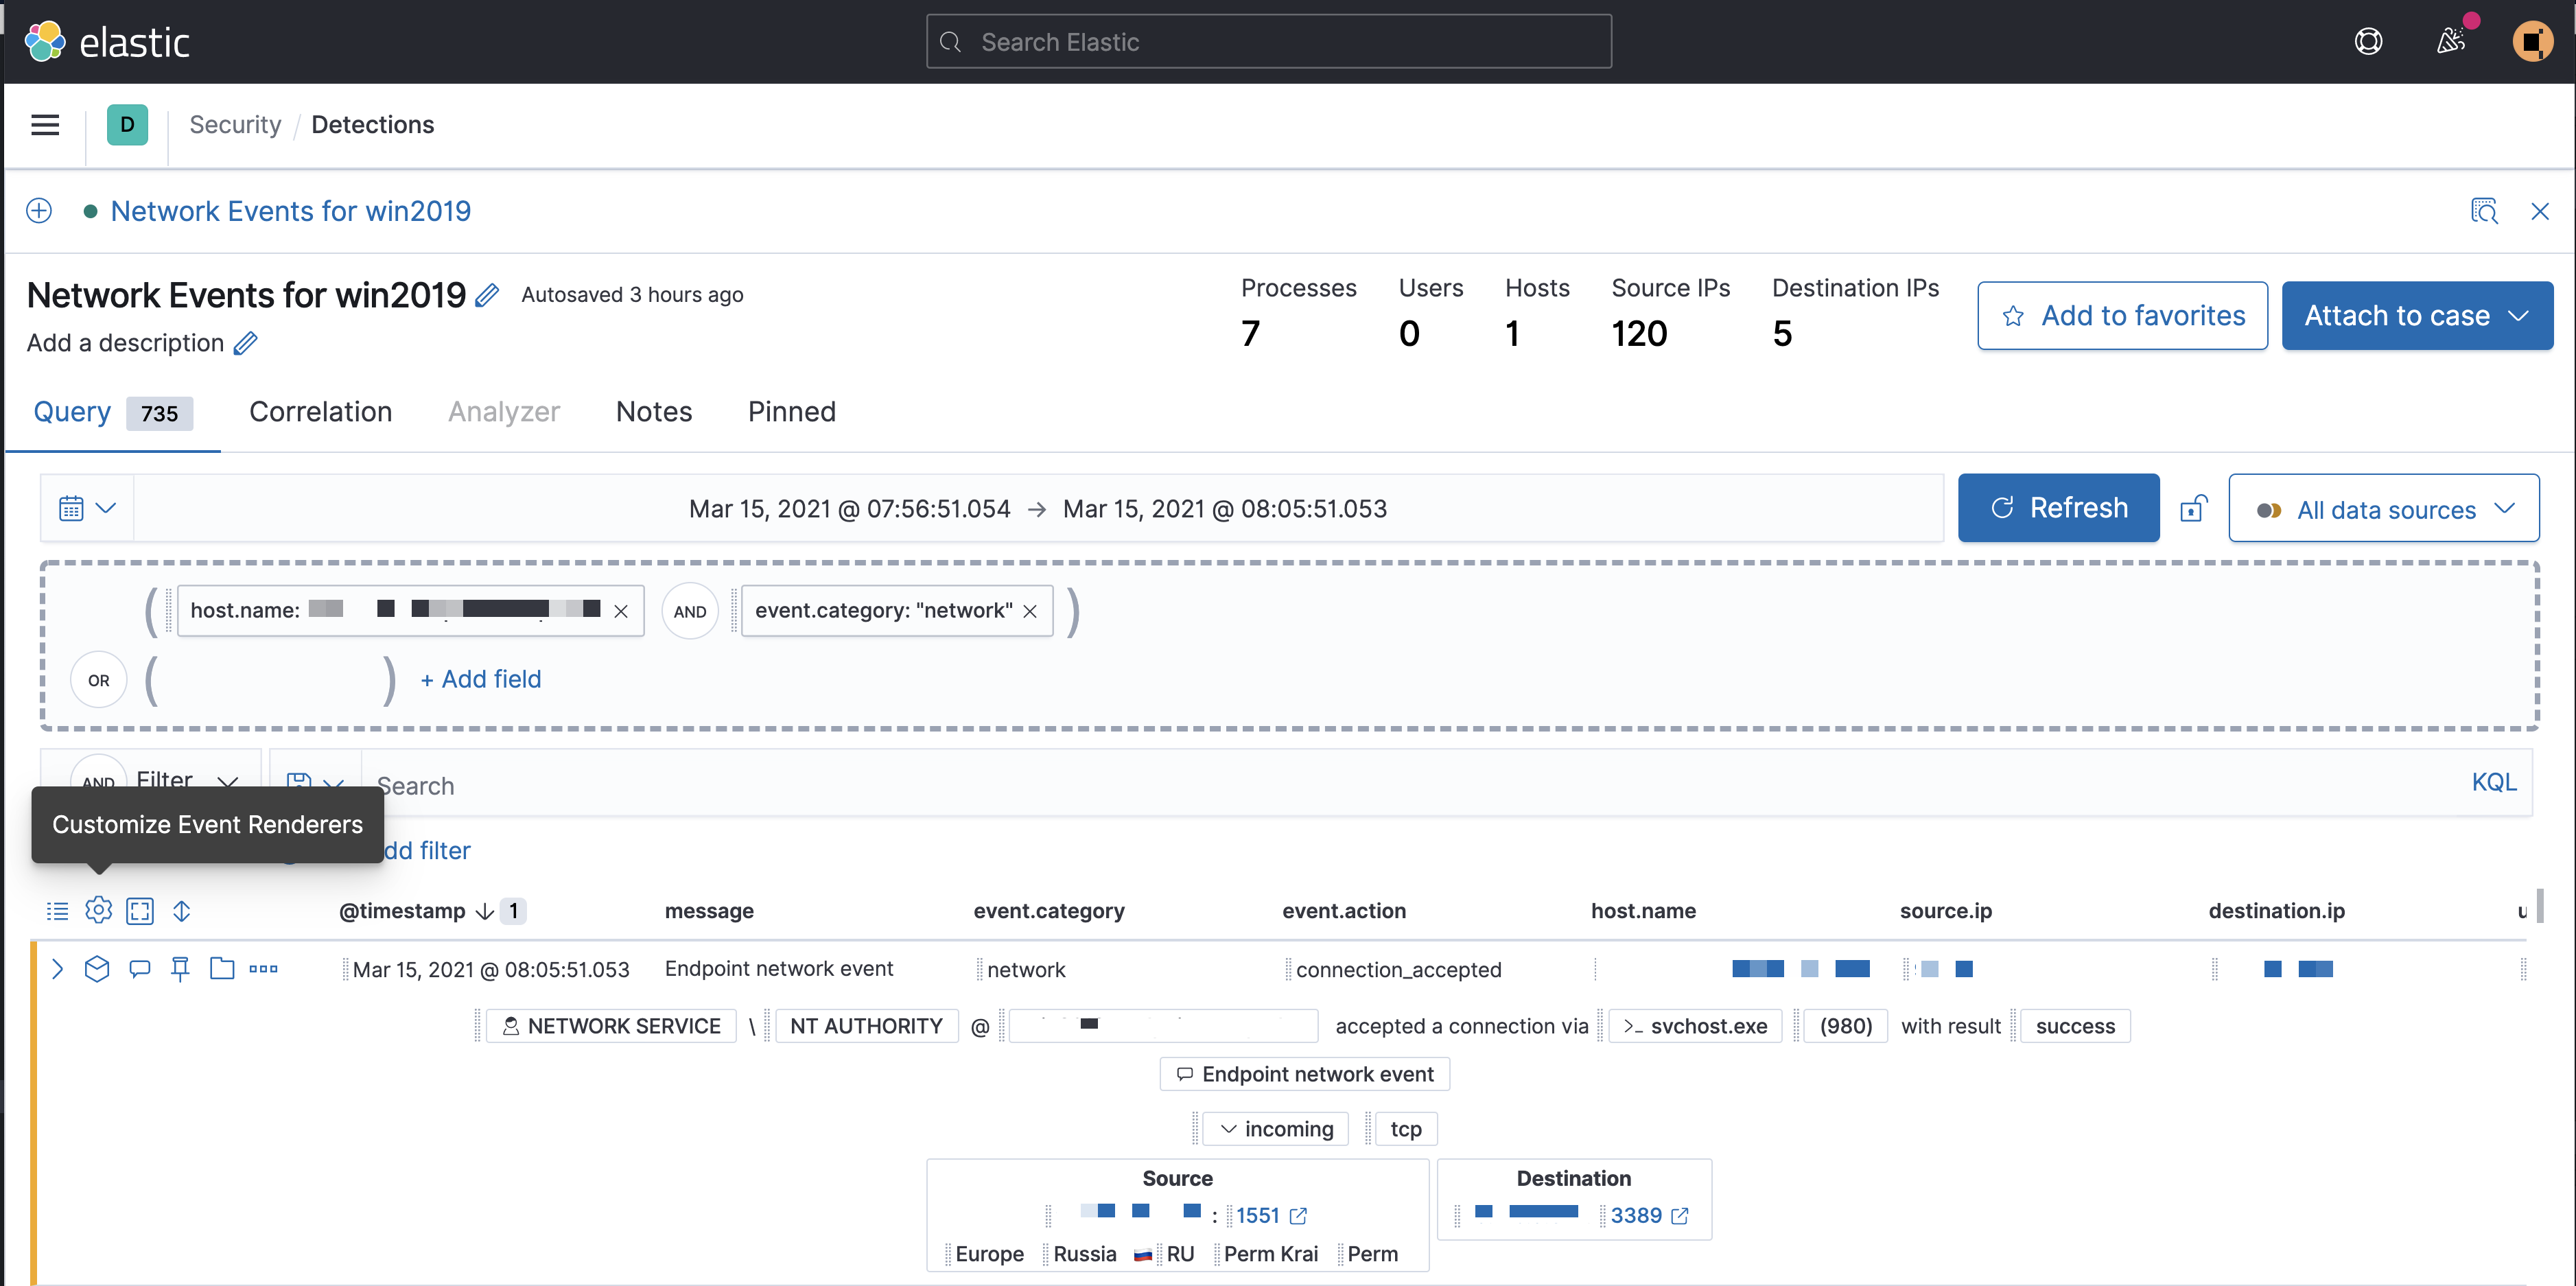 elastic
Search Elastic
D
Security / Detections
Network Events for win2019
Network Events for win2019 Autosaved 3 hours ago
Add a description
Processes Users Hosts Source IPs Destination IPs
7 0 1 120 5
Add to favorites
Attach to case
Query 735 Correlation Analyzer Notes Pinned
Mar 15, 2021 @ 07:56:51.054 → Mar 15, 2021 @ 08:05:51.053
Refresh
All data sources
( host.name: × AND event.category: "network" × )
OR ( ) + Add field
AND Filter Search KQL
Customize Event Renderers
dd filter
@timestamp ↓ 1 message event.category event.action host.name source.ip destination.ip u
Mar 15, 2021 @ 08:05:51.053 Endpoint network event network connection_accepted
NETWORK SERVICE \ NT AUTHORITY @ accepted a connection via >_ svchost.exe (980) with result success
Endpoint network event
incoming tcp
Source Destination
: 1551 3389
Europe Russia RU Perm Krai Perm